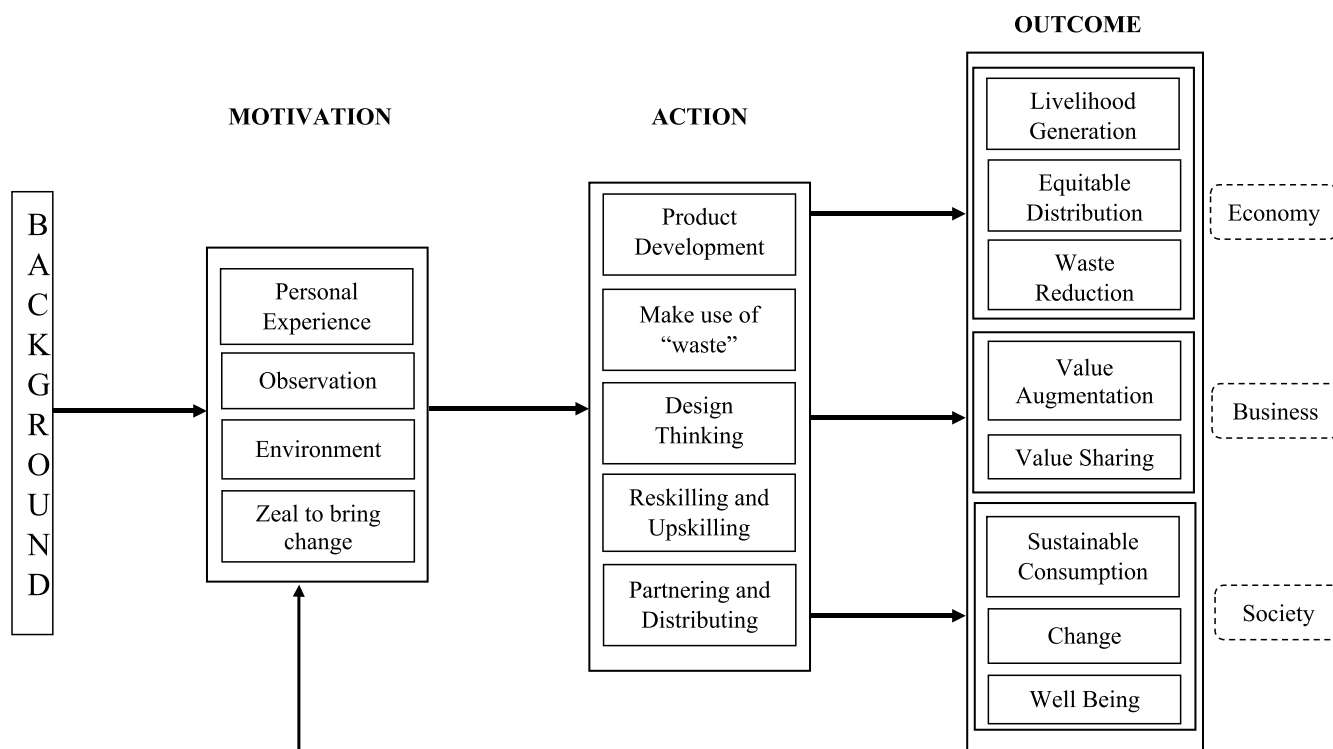 OUTCOME
MOTIVATION
ACTION
BACKGROUND
Personal
Experience
Observation
Environment
Zeal to bring
change
Product
Development
Make use of
“waste”
Design
Thinking
Reskilling and
Upskilling
Partnering and
Distributing
Livelihood
Generation
Equitable
Distribution
Waste
Reduction
Value
Augmentation
Value Sharing
Sustainable
Consumption
Change
Well Being
Economy
Business
Society